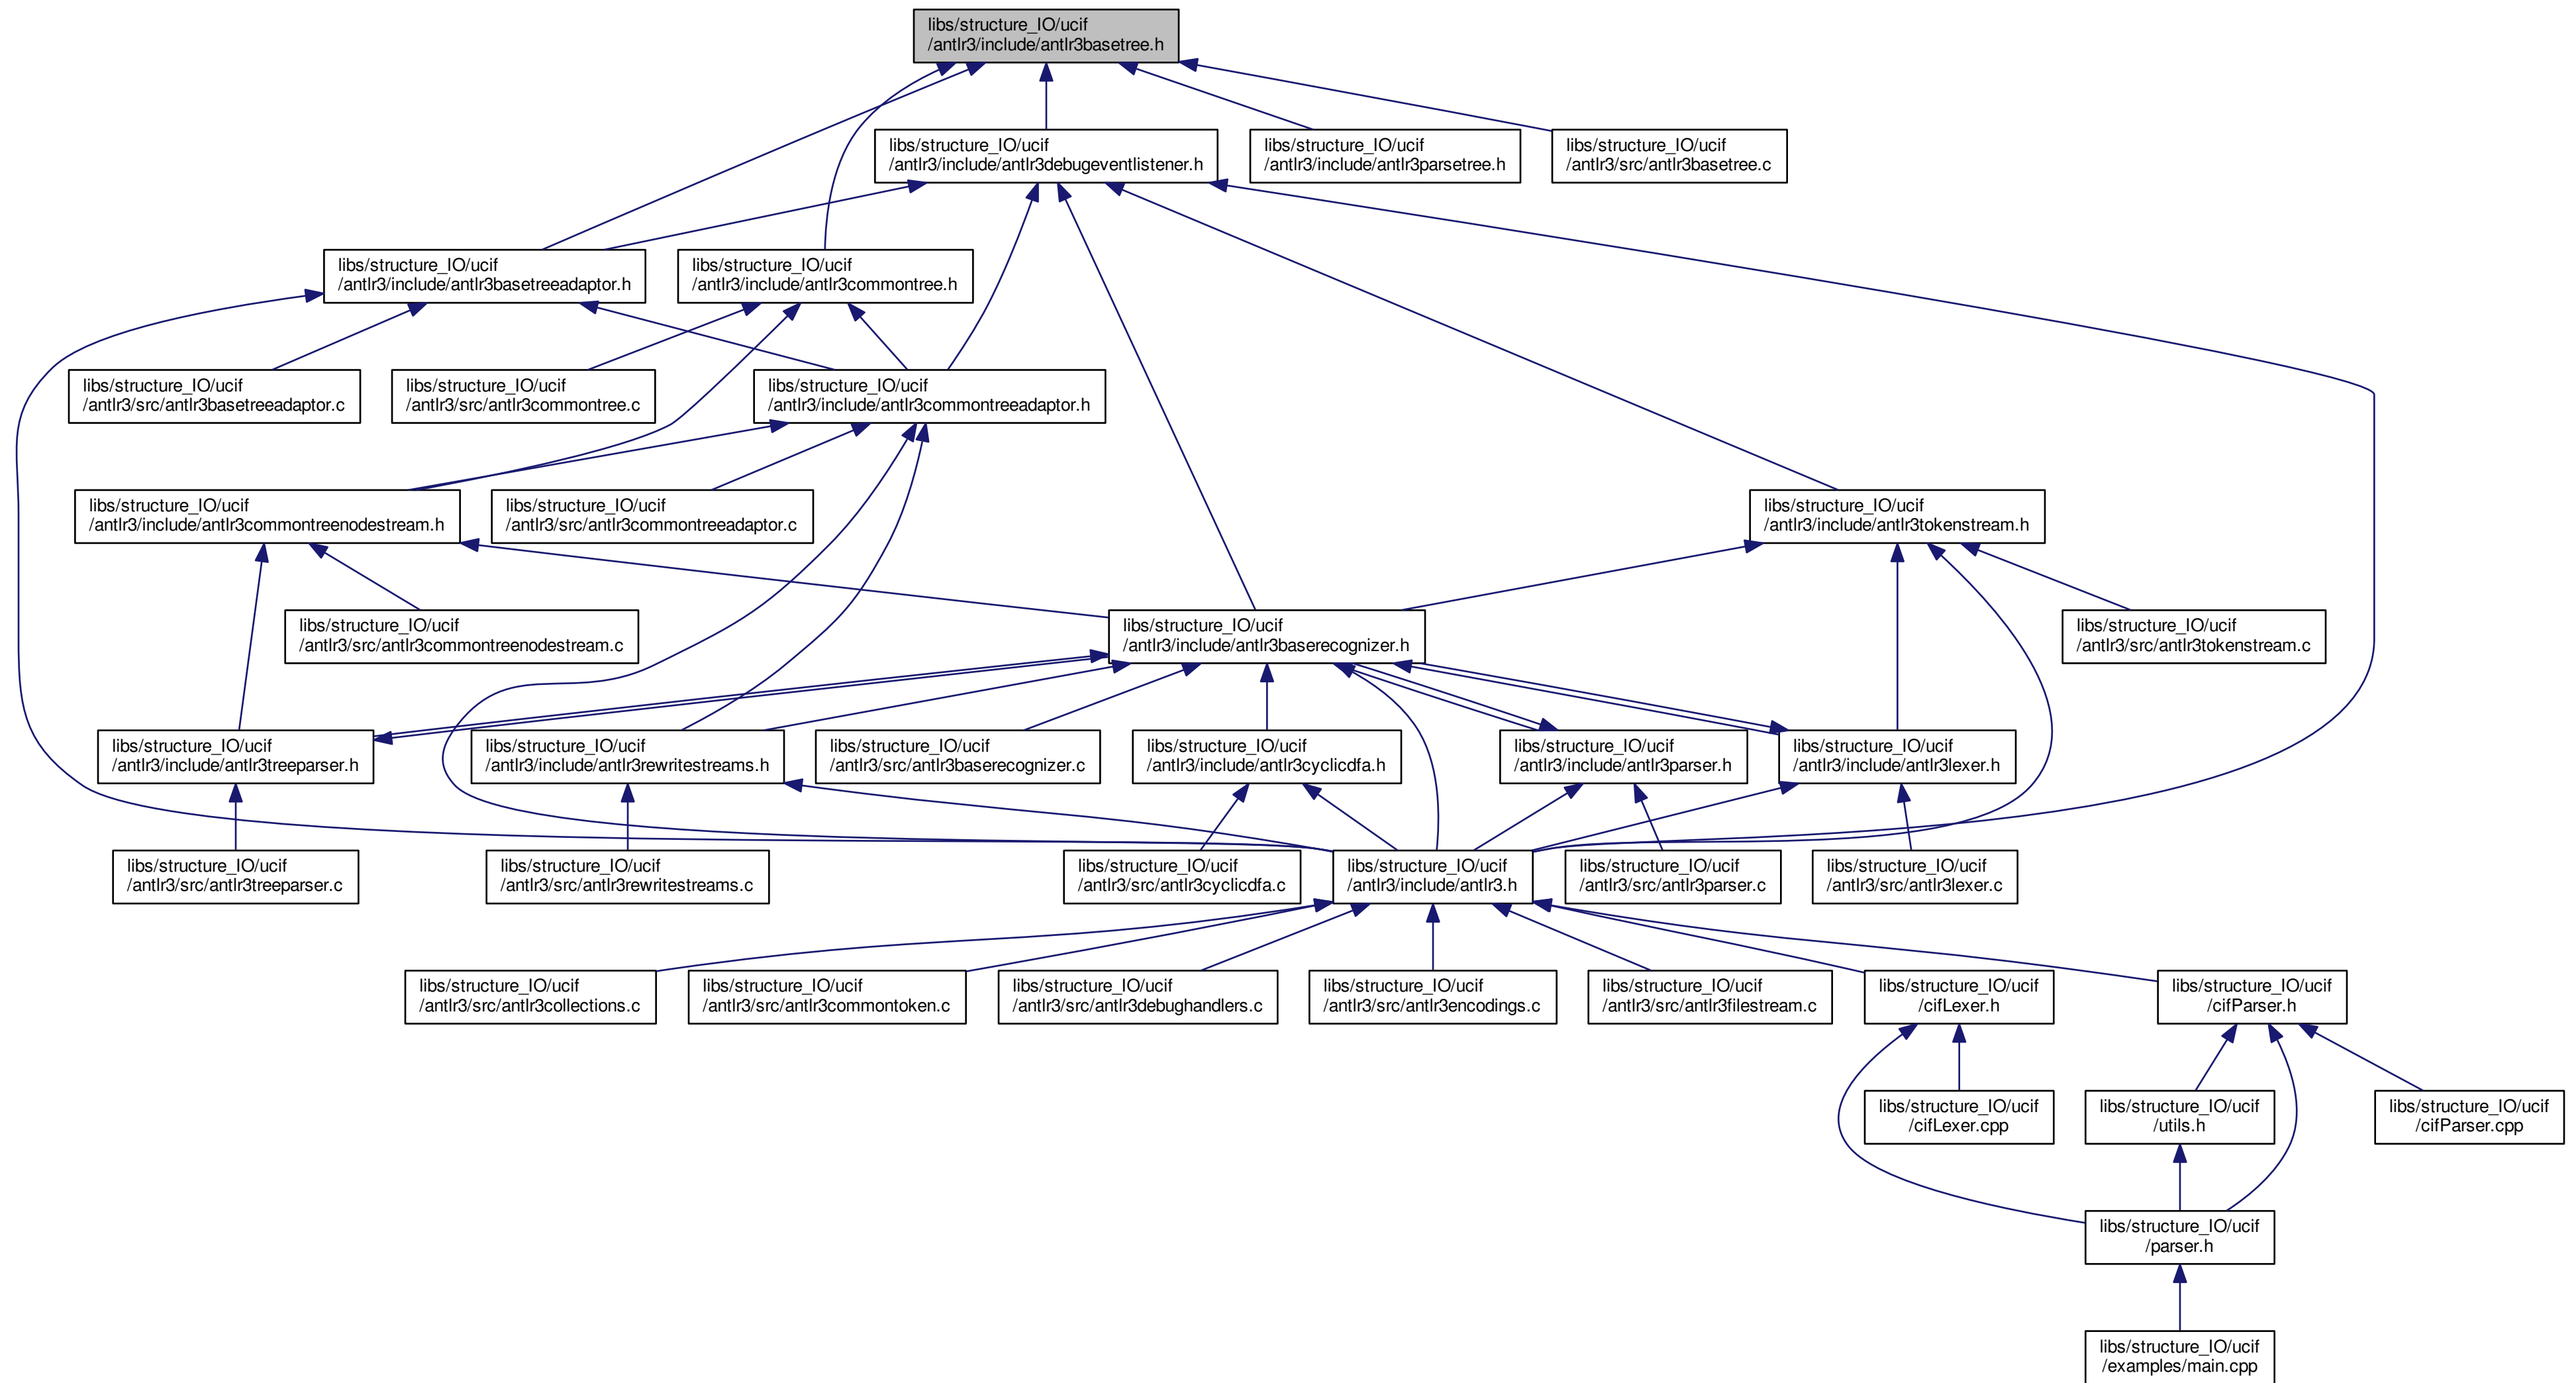 libs/structure_IO/ucif
/antlr3/include/antlr3basetree.h
libs/structure_IO/ucif
/antlr3/include/antlr3debugeventlistener.h
libs/structure_IO/ucif
/antlr3/include/antlr3parsetree.h
libs/structure_IO/ucif
/antlr3/src/antlr3basetree.c
libs/structure_IO/ucif
/antlr3/include/antlr3basetreeadaptor.h
libs/structure_IO/ucif
/antlr3/include/antlr3commontree.h
libs/structure_IO/ucif
/antlr3/src/antlr3basetreeadaptor.c
libs/structure_IO/ucif
/antlr3/src/antlr3commontree.c
libs/structure_IO/ucif
/antlr3/include/antlr3commontreeadaptor.h
libs/structure_IO/ucif
/antlr3/include/antlr3commontreenodestream.h
libs/structure_IO/ucif
/antlr3/src/antlr3commontreeadaptor.c
libs/structure_IO/ucif
/antlr3/include/antlr3tokenstream.h
libs/structure_IO/ucif
/antlr3/src/antlr3commontreenodestream.c
libs/structure_IO/ucif
/antlr3/include/antlr3baserecognizer.h
libs/structure_IO/ucif
/antlr3/src/antlr3tokenstream.c
libs/structure_IO/ucif
/antlr3/include/antlr3treeparser.h
libs/structure_IO/ucif
/antlr3/include/antlr3rewritestreams.h
libs/structure_IO/ucif
/antlr3/src/antlr3baserecognizer.c
libs/structure_IO/ucif
/antlr3/include/antlr3cyclicdfa.h
libs/structure_IO/ucif
/antlr3/include/antlr3parser.h
libs/structure_IO/ucif
/antlr3/include/antlr3lexer.h
libs/structure_IO/ucif
/antlr3/src/antlr3treeparser.c
libs/structure_IO/ucif
/antlr3/src/antlr3rewritestreams.c
libs/structure_IO/ucif
/antlr3/src/antlr3cyclicdfa.c
libs/structure_IO/ucif
/antlr3/include/antlr3.h
libs/structure_IO/ucif
/antlr3/src/antlr3parser.c
libs/structure_IO/ucif
/antlr3/src/antlr3lexer.c
libs/structure_IO/ucif
/antlr3/src/antlr3collections.c
libs/structure_IO/ucif
/antlr3/src/antlr3commontoken.c
libs/structure_IO/ucif
/antlr3/src/antlr3debughandlers.c
libs/structure_IO/ucif
/antlr3/src/antlr3encodings.c
libs/structure_IO/ucif
/antlr3/src/antlr3filestream.c
libs/structure_IO/ucif
/cifLexer.h
libs/structure_IO/ucif
/cifParser.h
libs/structure_IO/ucif
/cifLexer.cpp
libs/structure_IO/ucif
/utils.h
libs/structure_IO/ucif
/cifParser.cpp
libs/structure_IO/ucif
/parser.h
libs/structure_IO/ucif
/examples/main.cpp